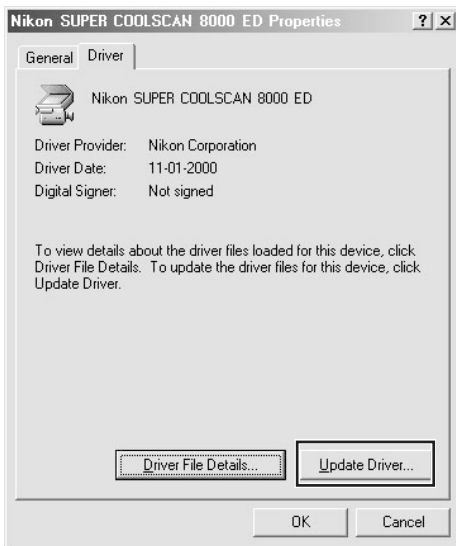 Nikon SUPER COOLSCAN 8000 ED Properties
General Driver
Nikon SUPER COOLSCAN 8000 ED
Driver Provider: Nikon Corporation
Driver Date: 11-01-2000
Digital Signer: Not signed
To view details about the driver files loaded for this device, click
Driver File Details. To update the driver files for this device, click
Update Driver.
Driver File Details... Update Driver...
OK Cancel